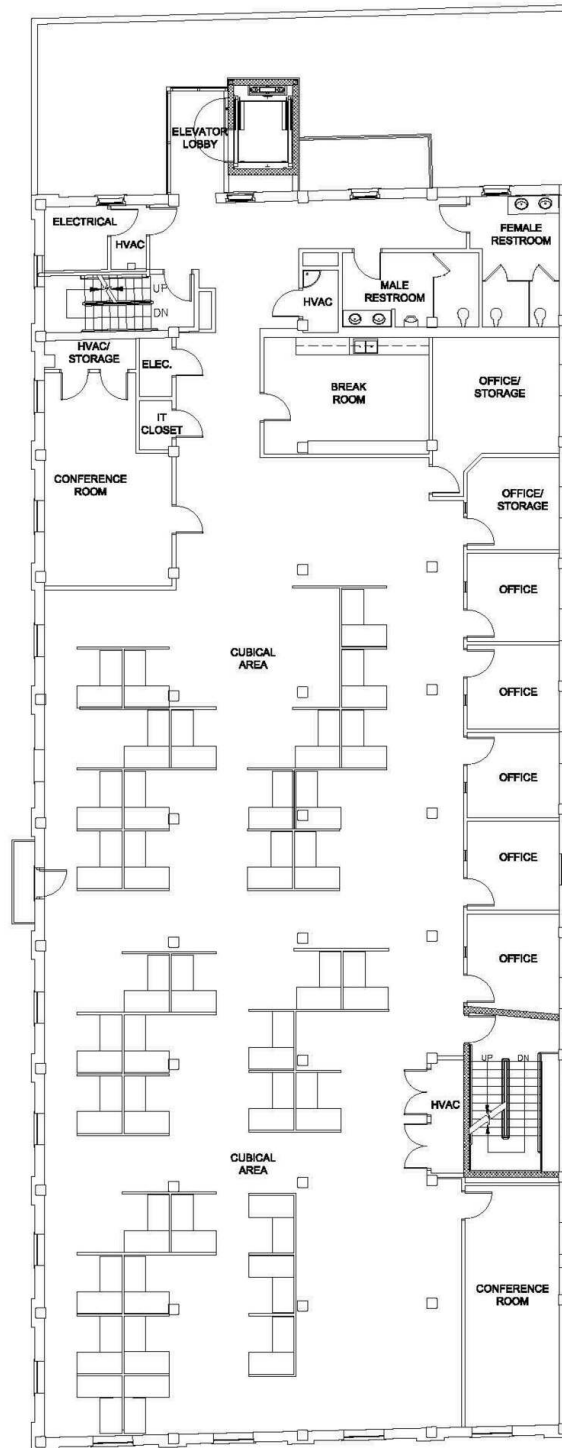 ELEVATOR
LOBBY
ELECTRICAL
HVAC
FEMALE
RESTROOM
UP
DN
HVAC
MALE
RESTROOM
HVAC/
STORAGE
ELEC.
IT
CLOSET
BREAK
ROOM
OFFICE/
STORAGE
CONFERENCE
ROOM
OFFICE/
STORAGE
OFFICE
CUBICAL
AREA
OFFICE
OFFICE
OFFICE
OFFICE
UP
DN
HVAC
CUBICAL
AREA
CONFERENCE
ROOM